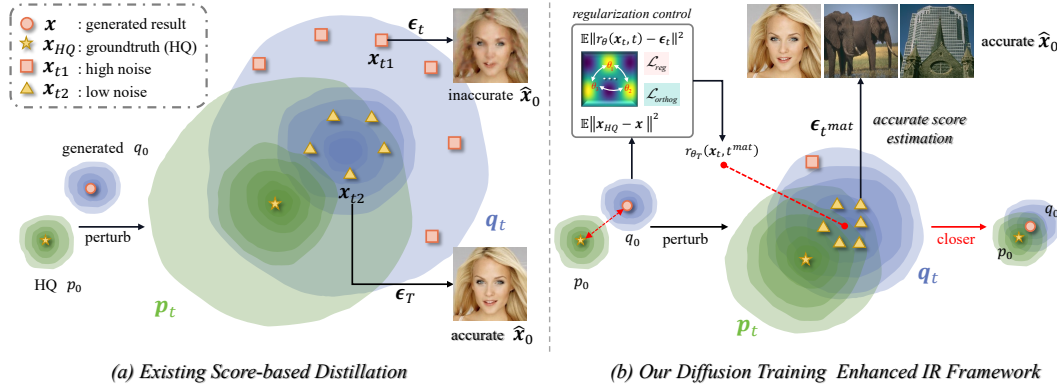 x : generated result
x_HQ : groundtruth (HQ)
x_t1 : high noise
x_t2 : low noise
generated q_0
perturb
HQ p_0
p_t
q_t
x_t1
x_t2
ϵ_t
inaccurate x̂_0
ϵ_T
accurate x̂_0
(a) Existing Score-based Distillation
regularization control
𝔼‖r_θ(x_t, t) − ϵ_t‖²
ℒ_reg
ℒ_orthog
𝔼‖x_HQ − x‖²
r_θ_T(x_t, t^mat)
q_0
p_0
perturb
ϵ_t^mat
accurate score
estimation
accurate x̂_0
p_t
q_t
closer
q_0
p_0
(b) Our Diffusion Training Enhanced IR Framework